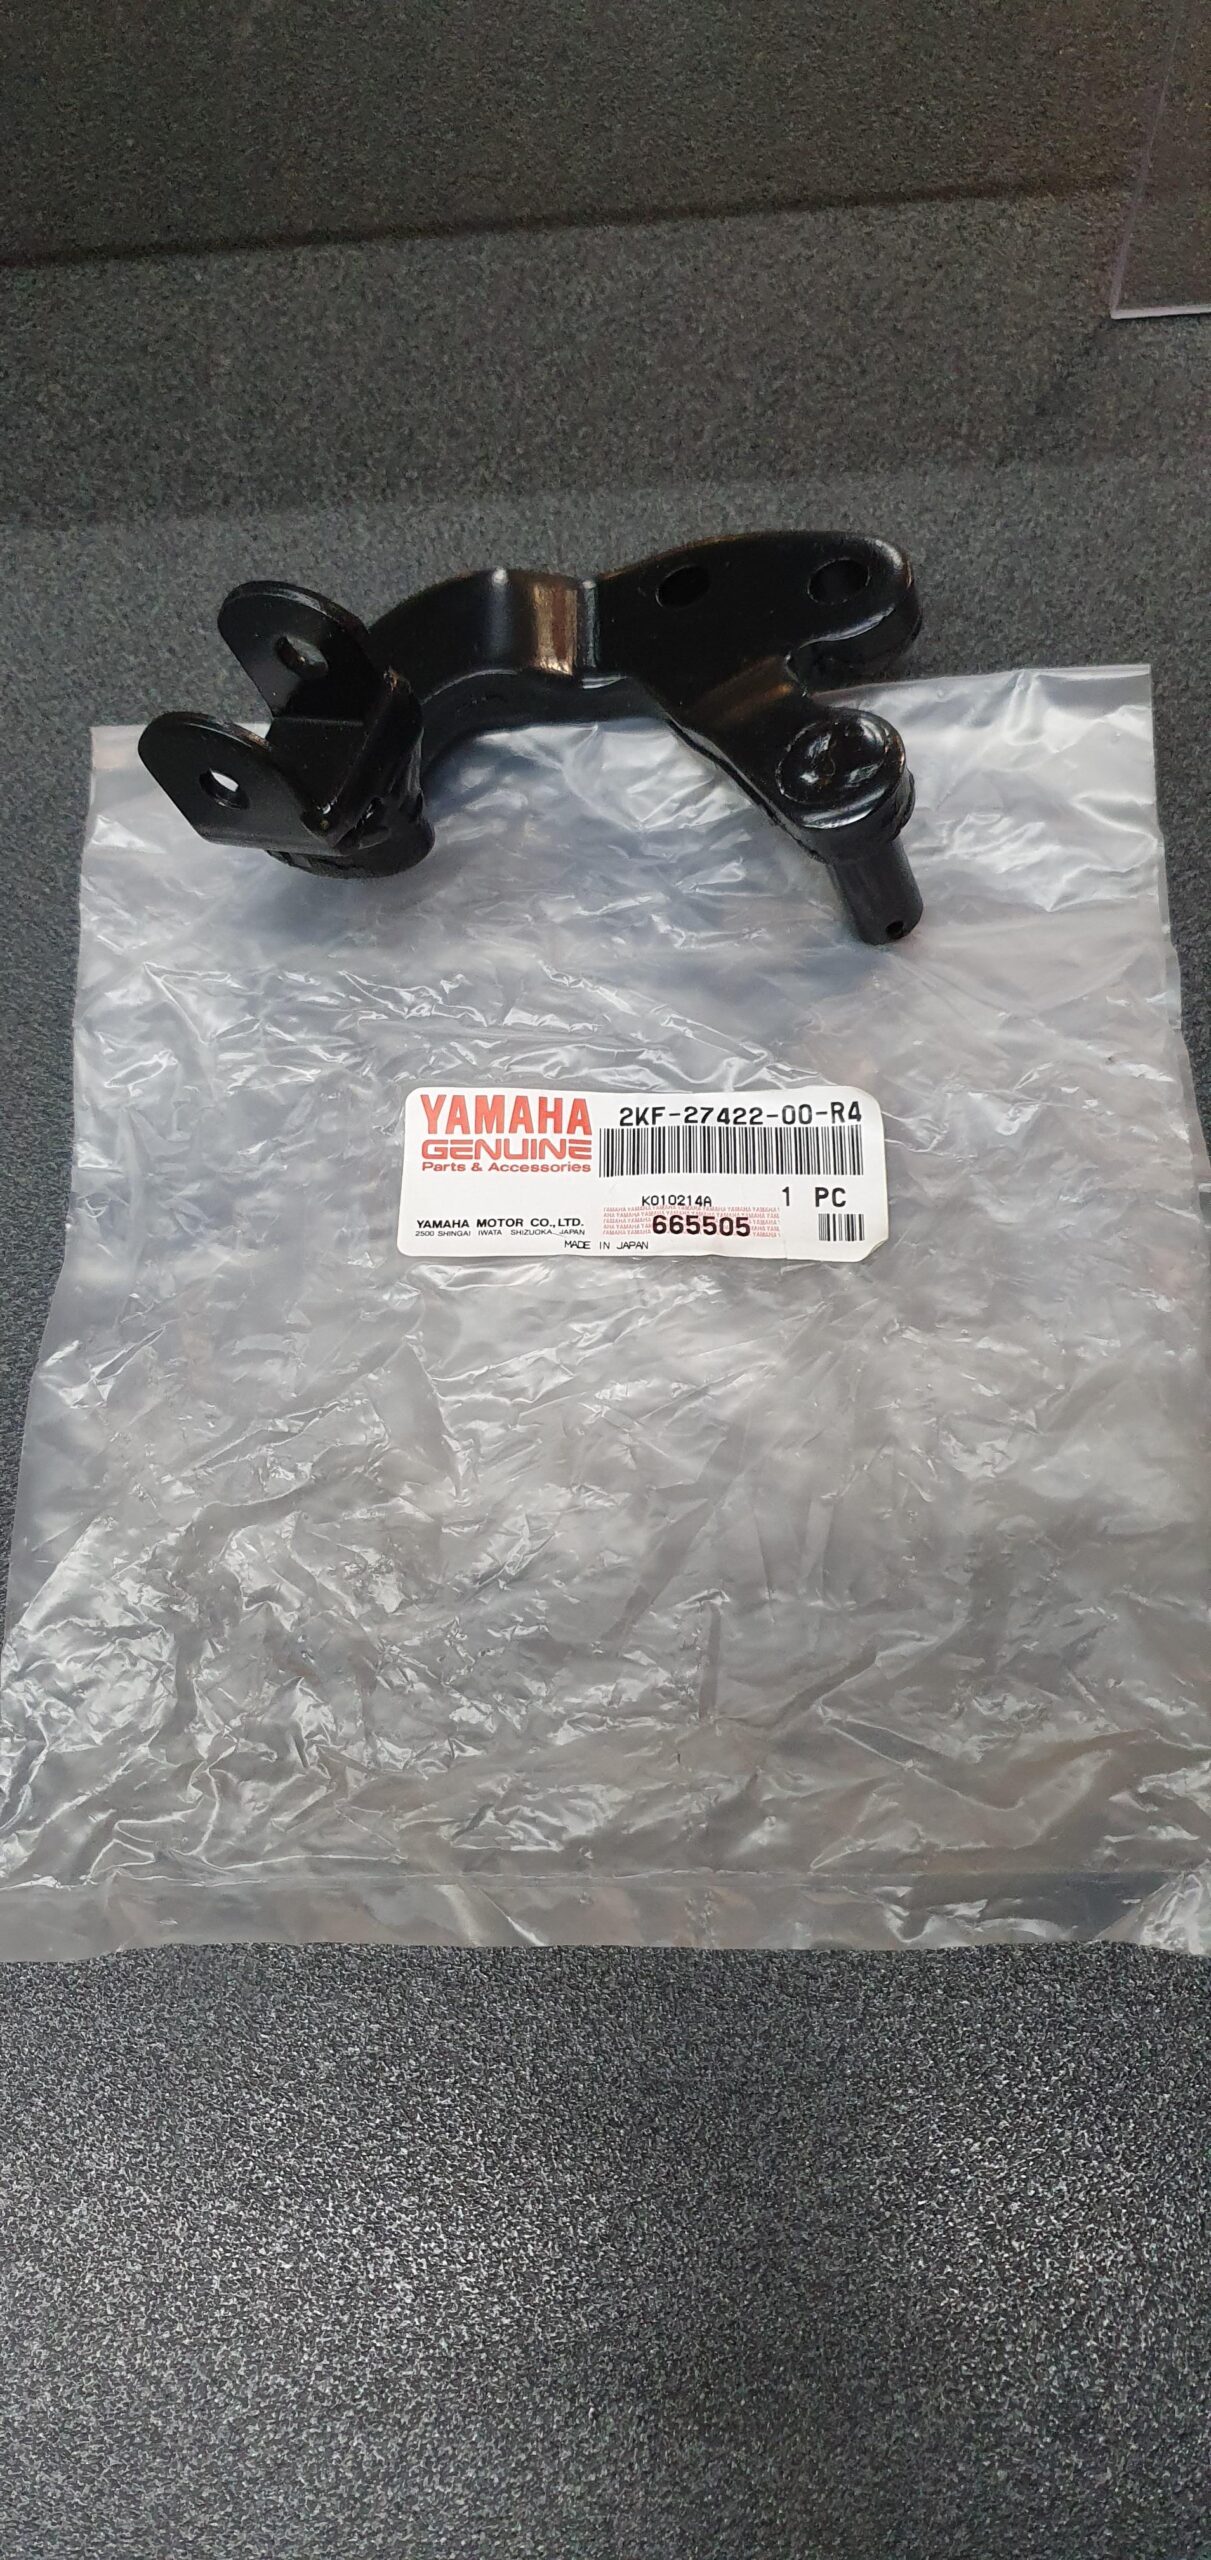 YAMAHA
GENUINE
Parts & Accessories
2KF-27422-00-R4
K010214A
1 PC
YAMAHA MOTOR CO.,LTD.
2500 SHINGAI IWATA SHIZUOKA JAPAN
665505
MADE IN JAPAN